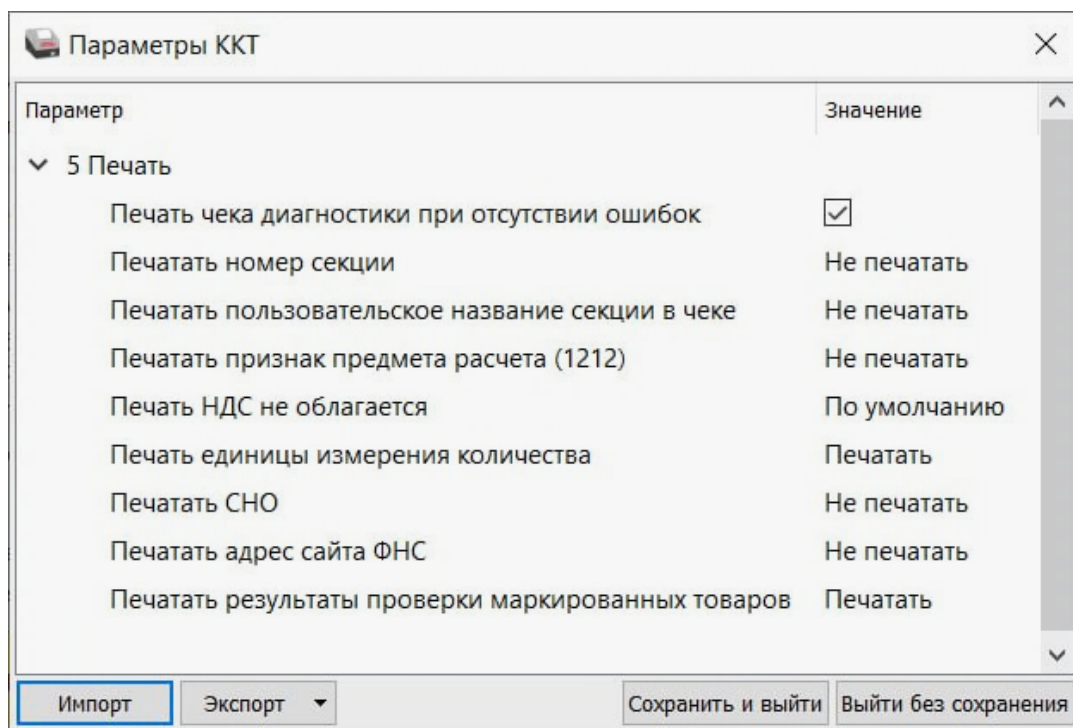 Параметры ККТ
Параметр Значение
5 Печать
Печать чека диагностики при отсутствии ошибок
Печатать номер секции Не печатать
Печатать пользовательское название секции в чеке Не печатать
Печатать признак предмета расчета (1212) Не печатать
Печать НДС не облагается По умолчанию
Печать единицы измерения количества Печатать
Печатать СНО Не печатать
Печатать адрес сайта ФНС Не печатать
Печатать результаты проверки маркированных товаров Печатать
Импорт Экспорт Сохранить и выйти Выйти без сохранения